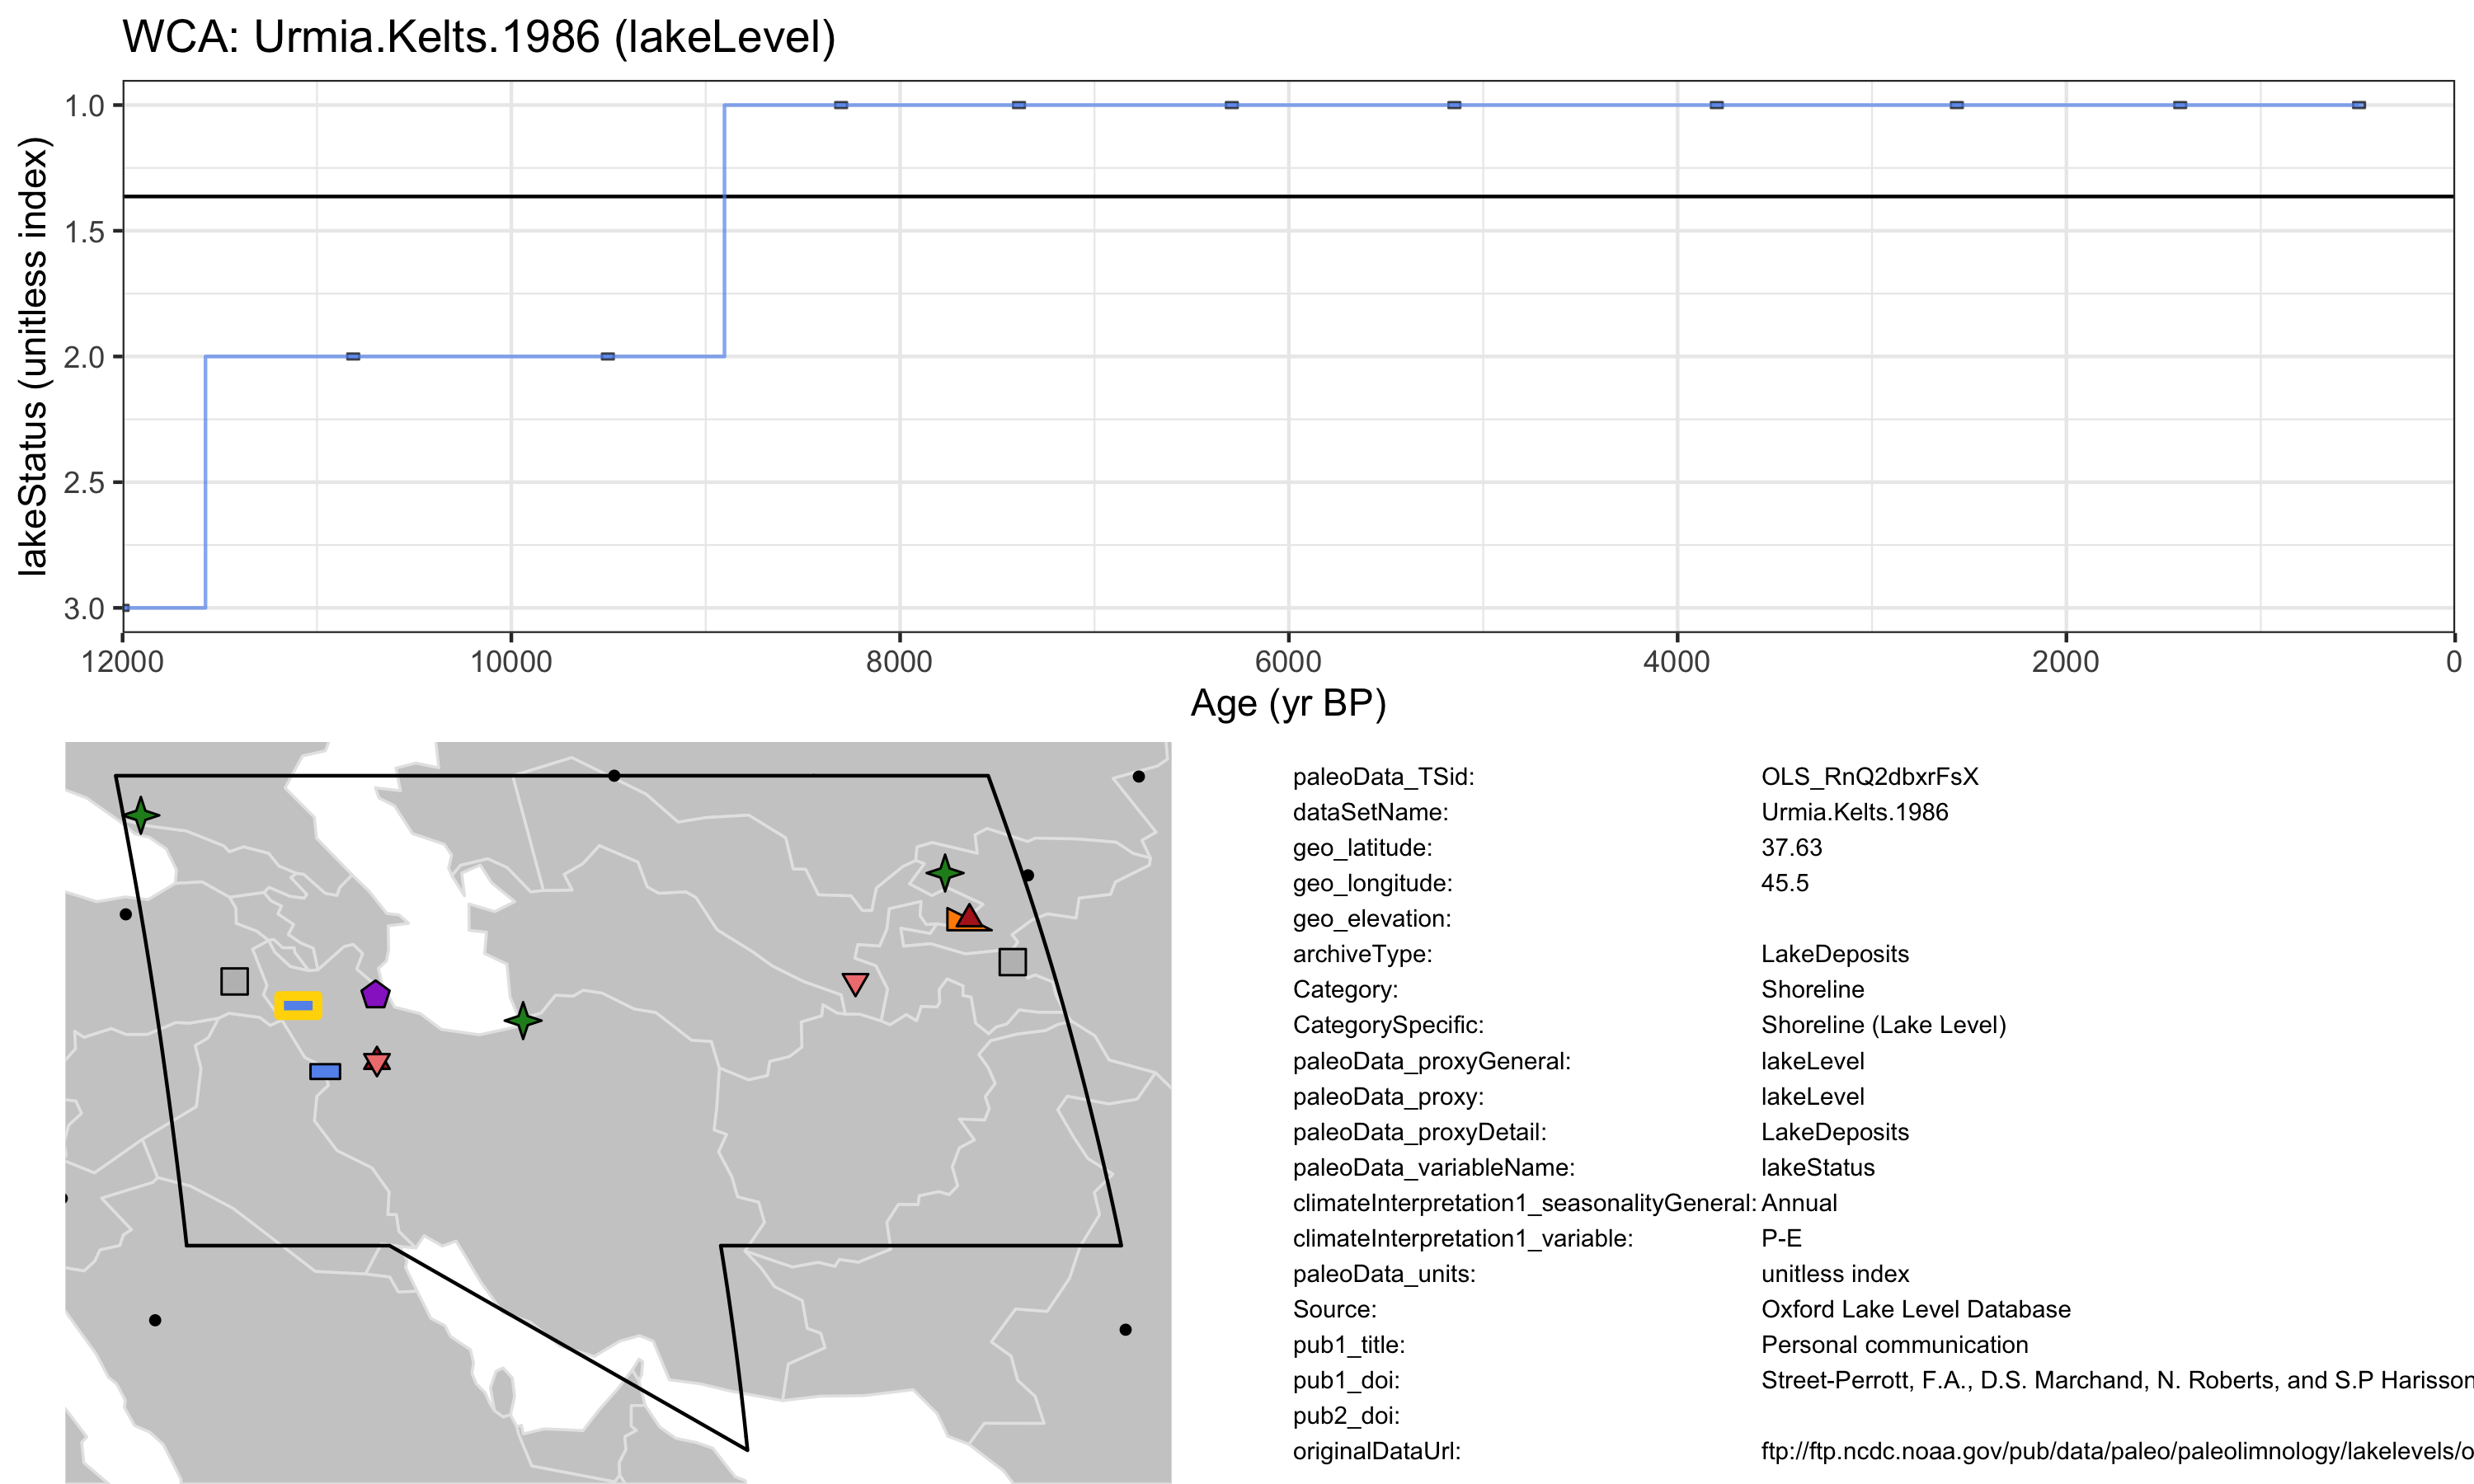 WCA: Urmia.Kelts.1986 (lakeLevel)
lakeStatus (unitless index)
1.0
1.5
2.0
2.5
3.0
12000 10000 8000 6000 4000 2000 0
Age (yr BP)
paleoData_TSid: OLS_RnQ2dbxrFsX
dataSetName: Urmia.Kelts.1986
geo_latitude: 37.63
geo_longitude: 45.5
geo_elevation:
archiveType: LakeDeposits
Category: Shoreline
CategorySpecific: Shoreline (Lake Level)
paleoData_proxyGeneral: lakeLevel
paleoData_proxy: lakeLevel
paleoData_proxyDetail: LakeDeposits
paleoData_variableName: lakeStatus
climateInterpretation1_seasonalityGeneral: Annual
climateInterpretation1_variable: P-E
paleoData_units: unitless index
Source: Oxford Lake Level Database
pub1_title: Personal communication
pub1_doi: Street-Perrott, F.A., D.S. Marchand, N. Roberts, and S.P Harisson
pub2_doi:
originalDataUrl: ftp://ftp.ncdc.noaa.gov/pub/data/paleo/paleolimnology/lakelevels/o